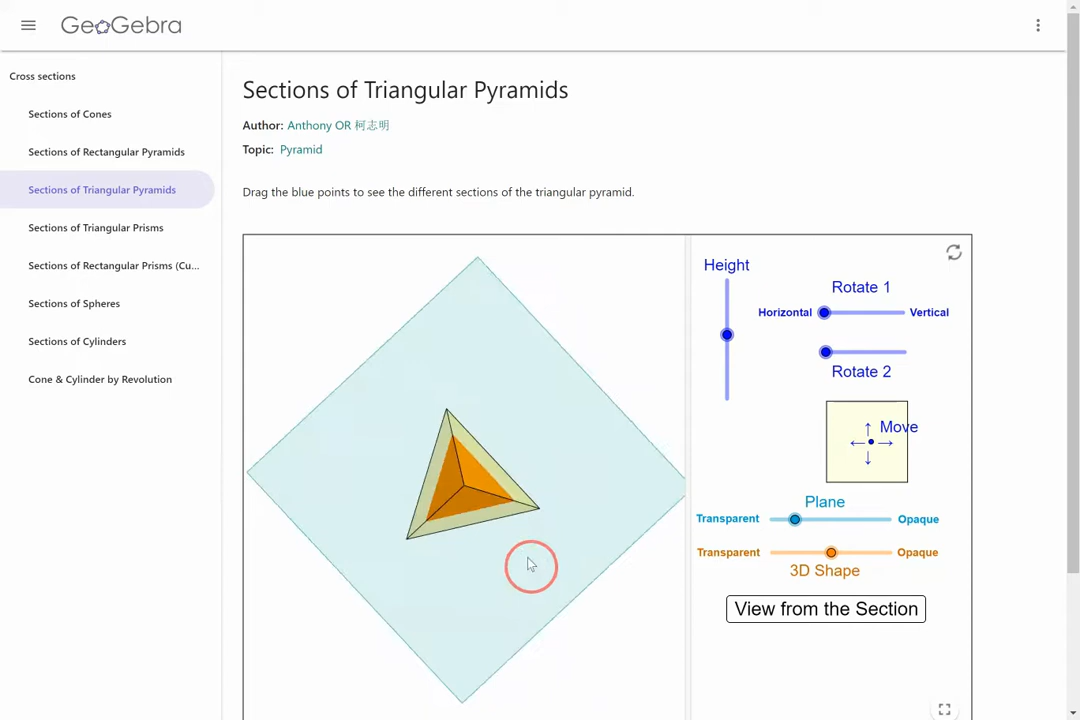 GeoGebra
Cross sections
Sections of Cones
Sections of Rectangular Pyramids
Sections of Triangular Pyramids
Sections of Triangular Prisms
Sections of Rectangular Prisms (Cu...
Sections of Spheres
Sections of Cylinders
Cone & Cylinder by Revolution
Sections of Triangular Pyramids
Author: Anthony OR 柯志明
Topic: Pyramid
Drag the blue points to see the different sections of the triangular pyramid.
Height
Rotate 1
Horizontal Vertical
Rotate 2
Move
Plane
Transparent Opaque
Transparent Opaque
3D Shape
View from the Section